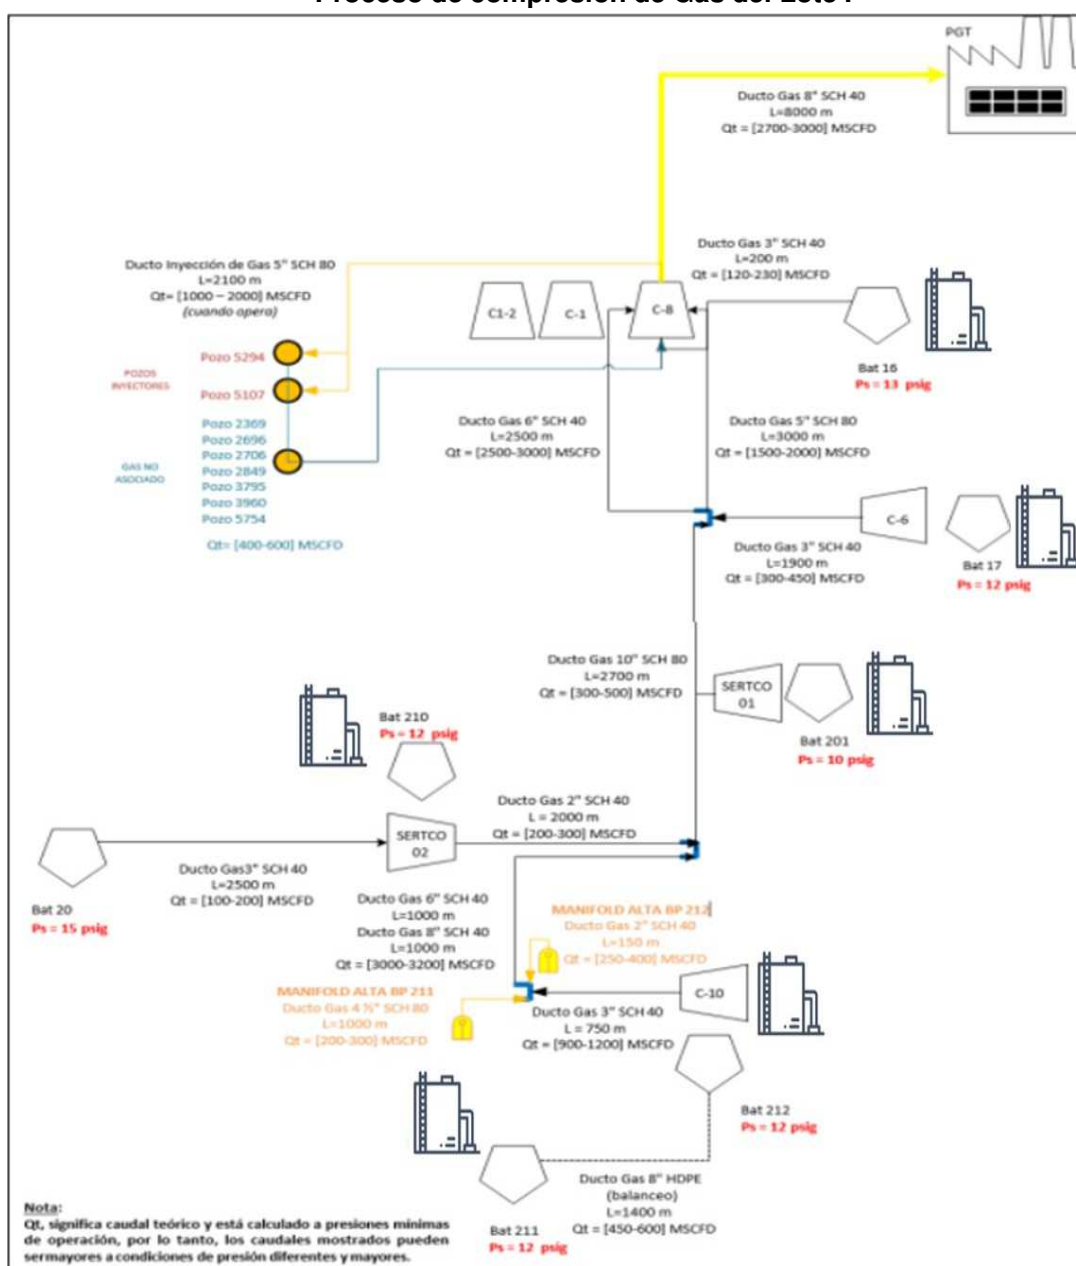 Proceso de compresión de Gas del Lote I
PGT
Ducto Gas 8" SCH 40
L=8000 m
Qt = [2700-3000] MSCFD
Ducto Gas 3" SCH 40
L=200 m
Qt = [120-230] MSCFD
Ducto Inyección de Gas 5" SCH 80
L=2100 m
Qt= [1000 – 2000] MSCFD
(cuando opera)
C1-2
C-1
C-8
Pozo 5294
POZOS
INYECTORES
Pozo 5107
Bat 16
Ps = 13 psig
Pozo 2369
Pozo 2696
Pozo 2706
Pozo 2849
Pozo 3795
Pozo 3960
Pozo 5754
GAS NO
ASOCIADO
Qt= [400-600] MSCFD
Ducto Gas 6" SCH 40
L=2500 m
Qt = [2500-3000] MSCFD
Ducto Gas 5" SCH 80
L=3000 m
Qt = [1500-2000] MSCFD
C-6
Bat 17
Ps = 12 psig
Ducto Gas 3" SCH 40
L=1900 m
Qt = [300-450] MSCFD
Ducto Gas 10" SCH 80
L=2700 m
Qt = [300-500] MSCFD
SERTCO
01
Bat 201
Ps = 10 psig
Bat 210
Ps = 12 psig
Ducto Gas 2" SCH 40
L = 2000 m
Qt = [200-300] MSCFD
SERTCO
02
Ducto Gas3" SCH 40
L=2500 m
Qt = [100-200] MSCFD
Bat 20
Ps = 15 psig
Ducto Gas 6" SCH 40
L=1000 m
Ducto Gas 8" SCH 40
L=1000 m
Qt = [3000-3200] MSCFD
MANIFOLD ALTA BP 212
Ducto Gas 2" SCH 40
L=150 m
Qt = [250-400] MSCFD
MANIFOLD ALTA BP 211
Ducto Gas 4 ½" SCH 80
L=1000 m
Qt = [200-300] MSCFD
C-10
Ducto Gas 3" SCH 40
L = 750 m
Qt = [900-1200] MSCFD
Bat 212
Ps = 12 psig
Ducto Gas 8" HDPE
(balanceo)
L=1400 m
Qt = [450-600] MSCFD
Bat 211
Ps = 12 psig
Nota:
Qt, significa caudal teórico y está calculado a presiones mínimas
de operación, por lo tanto, los caudales mostrados pueden
sermayores a condiciones de presión diferentes y mayores.